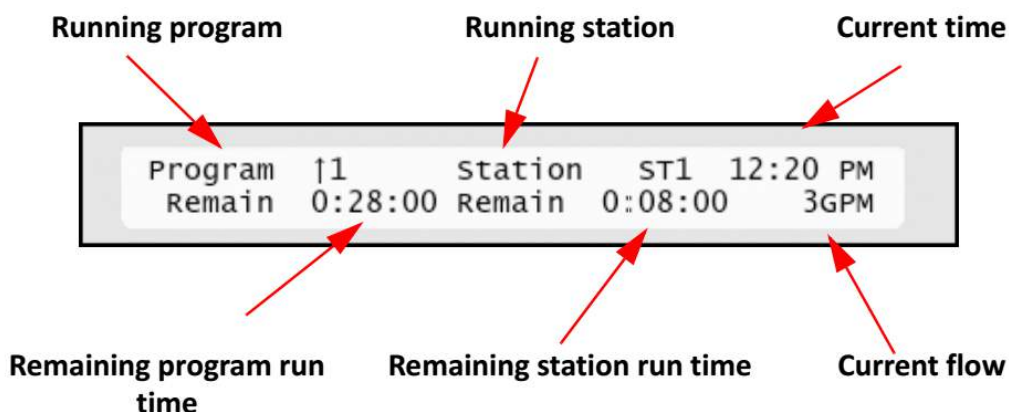 Running program Running station Current time
Program ↑1 Station ST1 12:20 PM
Remain 0:28:00 Remain 0:08:00 3GPM
Remaining program run time Remaining station run time Current flow